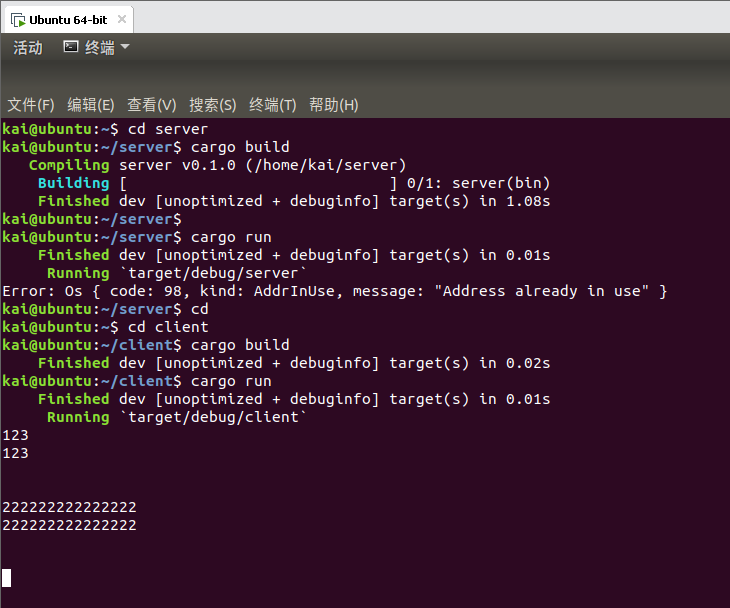 Ubuntu 64-bit
活动 终端
文件(F) 编辑(E) 查看(V) 搜索(S) 终端(T) 帮助(H)
kai@ubuntu:~$ cd server
kai@ubuntu:~/server$ cargo build
Compiling server v0.1.0 (/home/kai/server)
Building [ ] 0/1: server(bin)
Finished dev [unoptimized + debuginfo] target(s) in 1.08s
kai@ubuntu:~/server$
kai@ubuntu:~/server$ cargo run
Finished dev [unoptimized + debuginfo] target(s) in 0.01s
Running `target/debug/server`
Error: Os { code: 98, kind: AddrInUse, message: "Address already in use" }
kai@ubuntu:~/server$ cd
kai@ubuntu:~$ cd client
kai@ubuntu:~/client$ cargo build
Finished dev [unoptimized + debuginfo] target(s) in 0.02s
kai@ubuntu:~/client$ cargo run
Finished dev [unoptimized + debuginfo] target(s) in 0.01s
Running `target/debug/client`
123
123
222222222222222
222222222222222